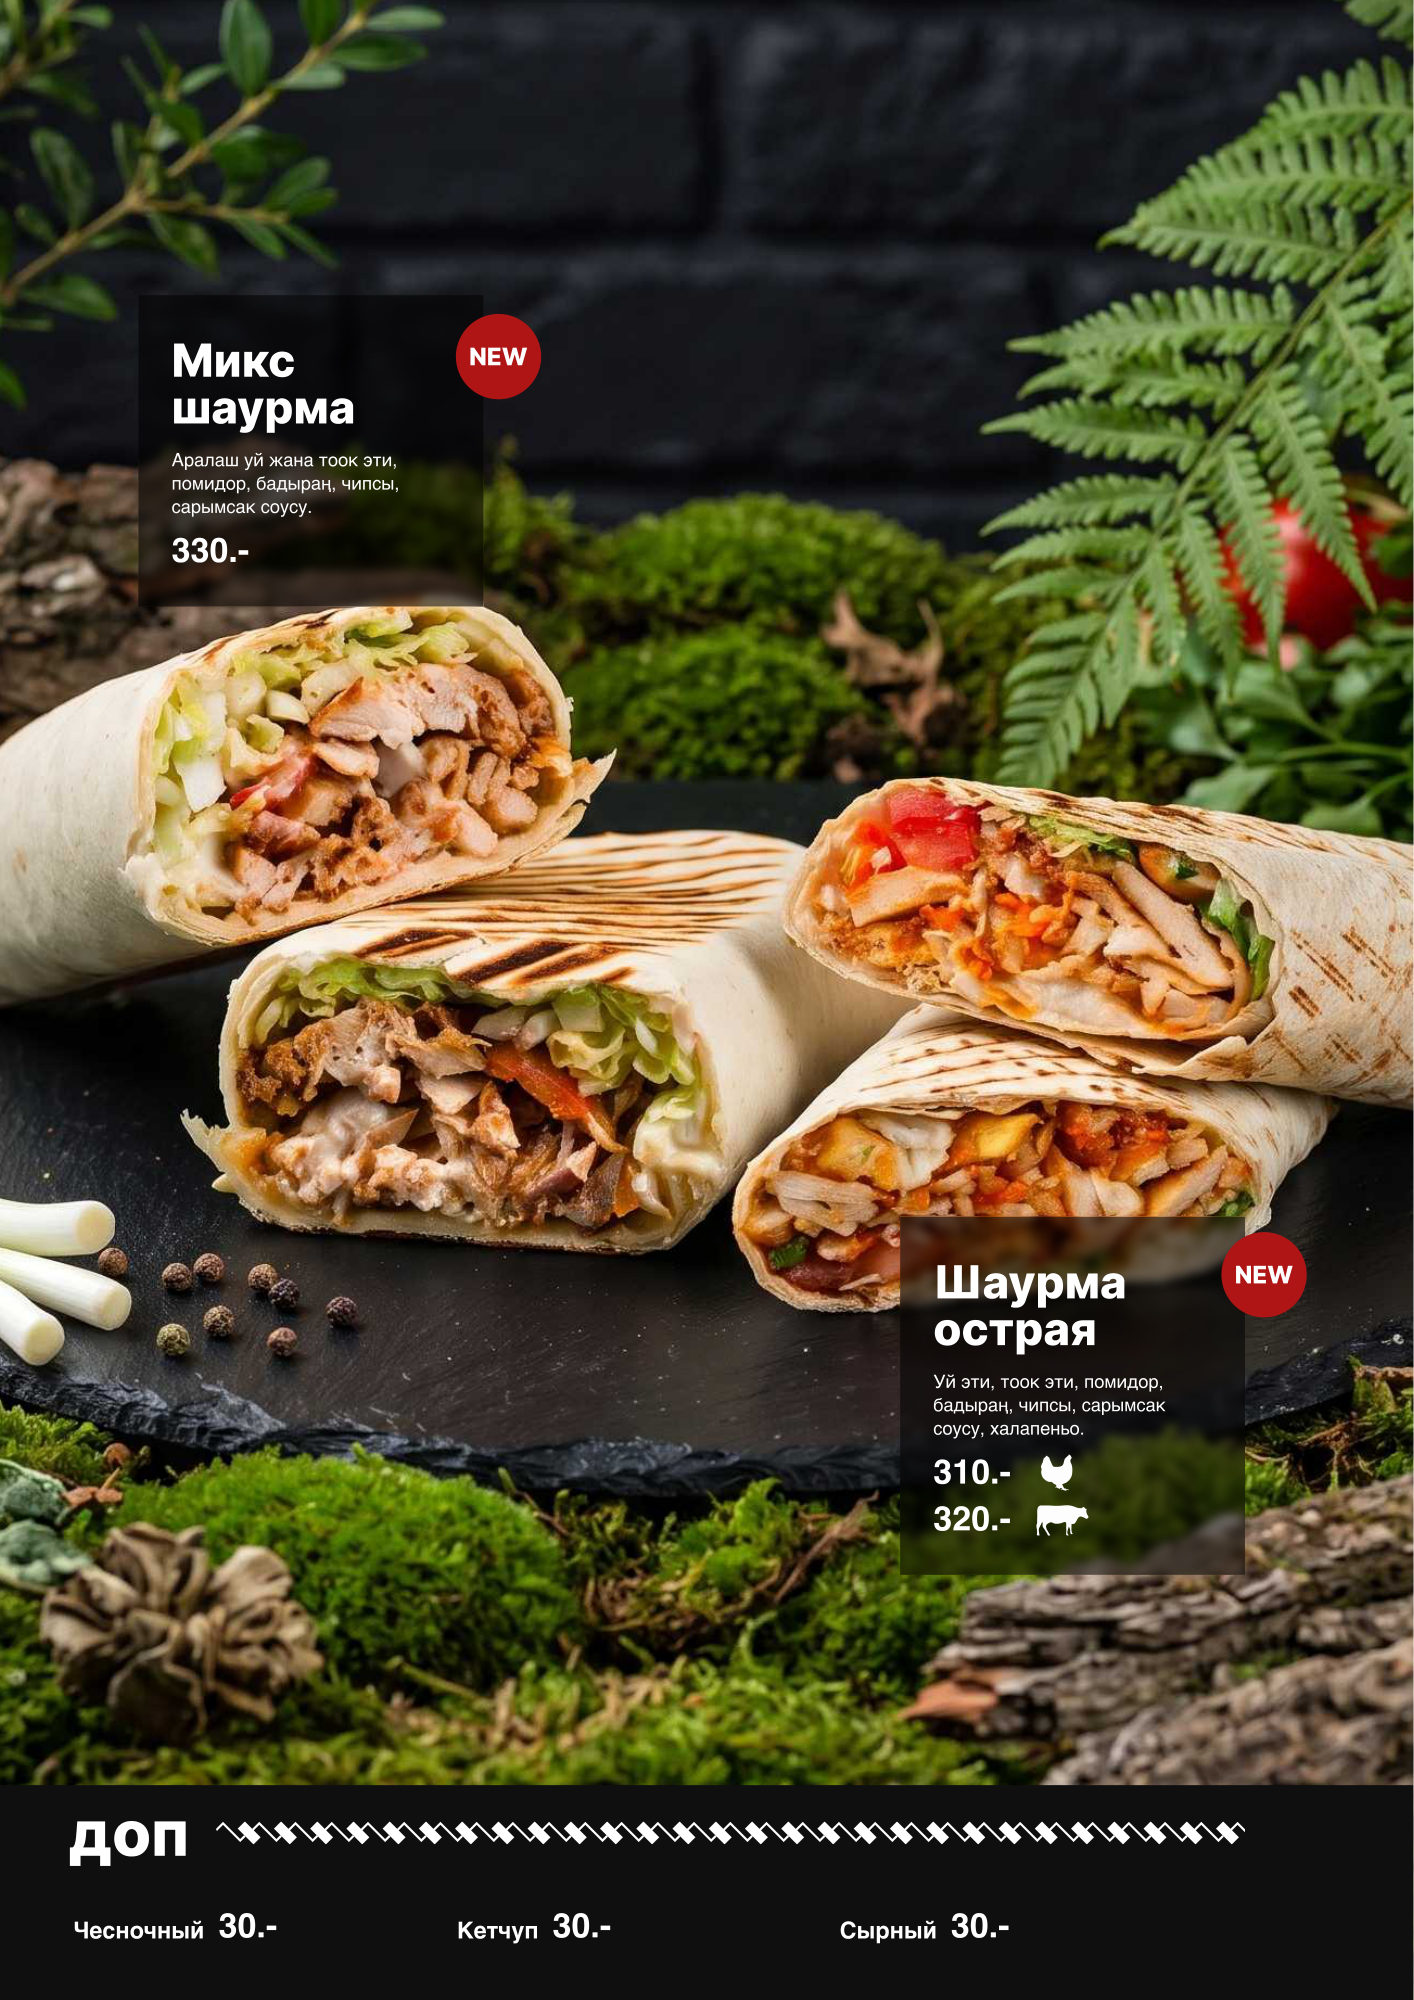 Микс
шаурма
NEW
Аралаш уй жана тоок эти,
помидор, бадыраң, чипсы,
сарымсак соусу.
330.-
Шаурма
острая
NEW
Уй эти, тоок эти, помидор,
бадыраң, чипсы, сарымсак
соусу, халапеньо.
310.-
320.-
доп
Чесночный 30.- Кетчуп 30.- Сырный 30.-